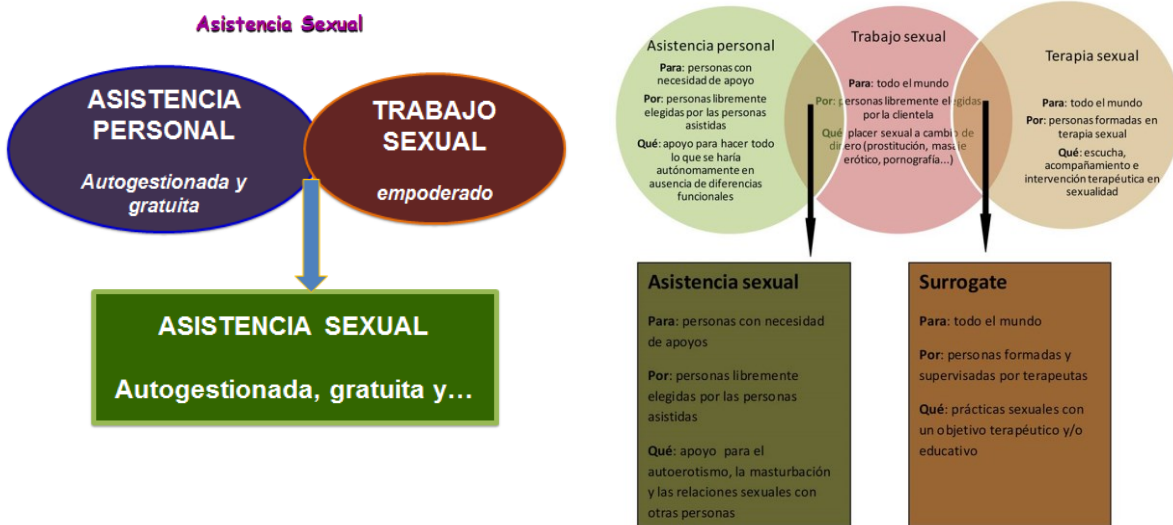 Asistencia Sexual
ASISTENCIA
PERSONAL
Autogestionada y
gratuita
TRABAJO
SEXUAL
empoderado
ASISTENCIA SEXUAL
Autogestionada, gratuita y...
Asistencia personal
Para: personas con
necesidad de apoyo
Por: personas libremente
elegidas por las personas
asistidas
Qué: apoyo para hacer todo
lo que se haría
autónomamente en
ausencia de diferencias
funcionales
Trabajo sexual
Para: todo el mundo
Por: personas libremente elegidas
por la clientela
Qué: placer sexual a cambio de
dinero (prostitución, masaje
erótico, pornografía...)
Terapia sexual
Para: todo el mundo
Por: personas formadas en
terapia sexual
Qué: escucha,
acompañamiento e
intervención terapéutica en
sexualidad
Asistencia sexual
Para: personas con necesidad
de apoyos
Por: personas libremente
elegidas por las personas
asistidas
Qué: apoyo para el
autoerotismo, la masturbación
y las relaciones sexuales con
otras personas
Surrogate
Para: todo el mundo
Por: personas formadas y
supervisadas por terapeutas
Qué: prácticas sexuales con
un objetivo terapéutico y/o
educativo